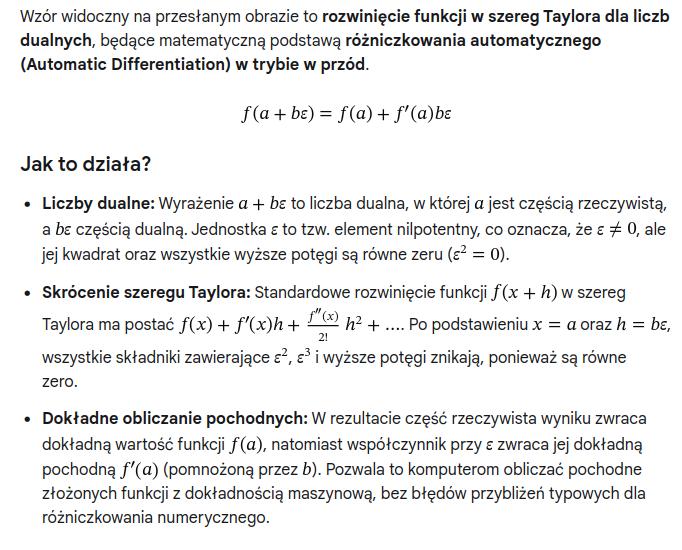 Wzór widoczny na przesłanym obrazie to rozwinięcie funkcji w szereg Taylora dla liczb
dualnych, będące matematyczną podstawą różniczkowania automatycznego
(Automatic Differentiation) w trybie w przód.
f(a + bε) = f(a) + f′(a)bε
Jak to działa?
• Liczby dualne: Wyrażenie a + bε to liczba dualna, w której a jest częścią rzeczywistą,
a bε częścią dualną. Jednostka ε to tzw. element nilpotentny, co oznacza, że ε ≠ 0, ale
jej kwadrat oraz wszystkie wyższe potęgi są równe zeru (ε² = 0).
• Skrócenie szeregu Taylora: Standardowe rozwinięcie funkcji f(x + h) w szereg
Taylora ma postać f(x) + f′(x)h + f″(x)/2! h² + .... Po podstawieniu x = a oraz h = bε,
wszystkie składniki zawierające ε², ε³ i wyższe potęgi znikają, ponieważ są równe
zero.
• Dokładne obliczanie pochodnych: W rezultacie część rzeczywista wyniku zwraca
dokładną wartość funkcji f(a), natomiast współczynnik przy ε zwraca jej dokładną
pochodną f′(a) (pomnożoną przez b). Pozwala to komputerom obliczać pochodne
złożonych funkcji z dokładnością maszynową, bez błędów przybliżeń typowych dla
różniczkowania numerycznego.